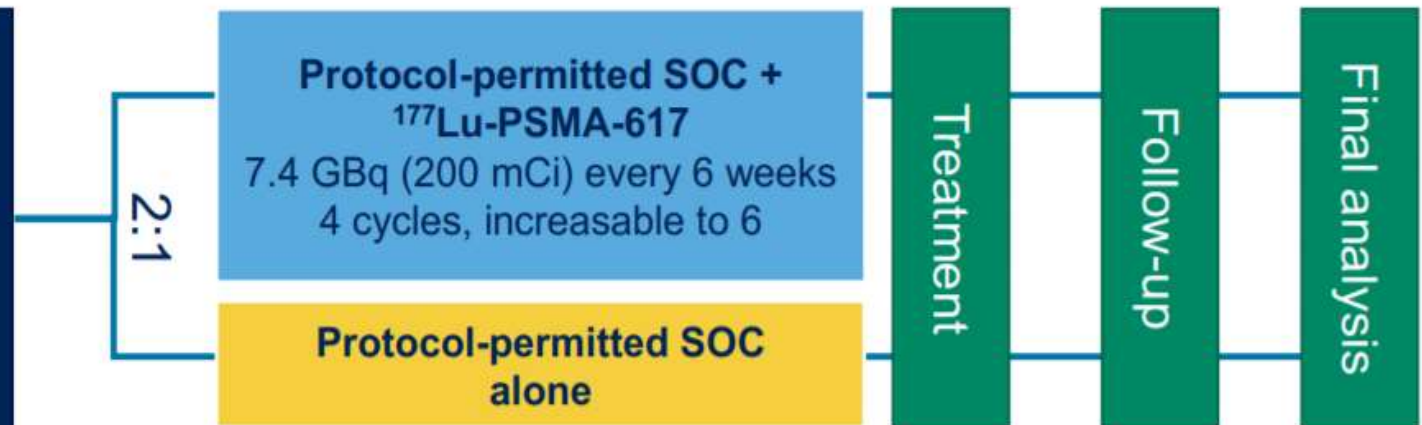 2:1
Protocol-permitted SOC +
¹⁷⁷Lu-PSMA-617
7.4 GBq (200 mCi) every 6 weeks
4 cycles, increasable to 6
Protocol-permitted SOC
alone
Treatment
Follow-up
Final analysis